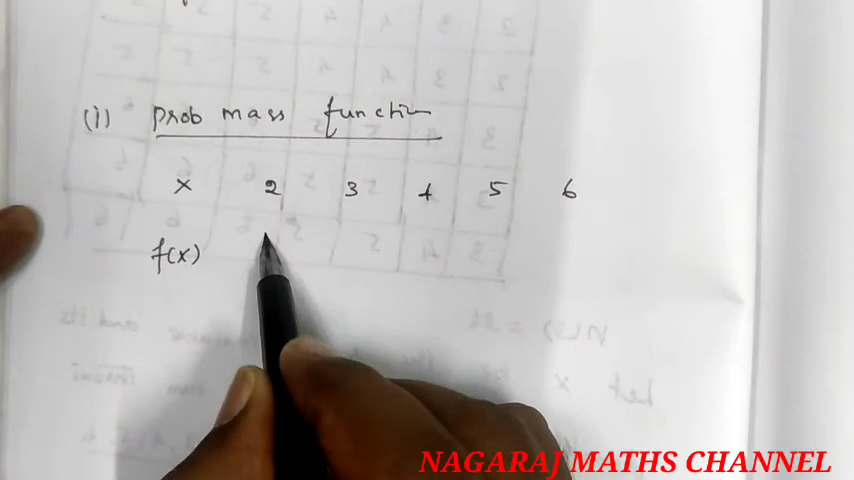 (i) prob mass function
x 2 3 4 5 6
f(x)
NAGARAJ MATHS CHANNEL